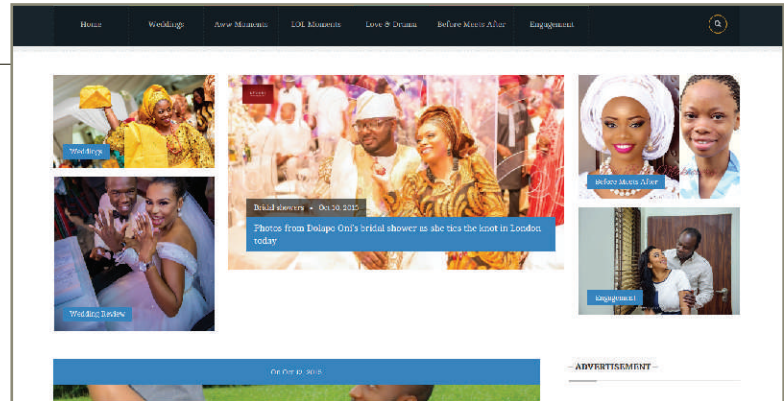 Home
Weddings
Aww Moments
LOL Moments
Love & Drama
Before Meets After
Engagement
Weddings
Wedding Review
Bridal showers • Oct 10, 2015
Photos from Dolapo Oni's bridal shower as she ties the knot in London
today
Before Meets After
Engagement
On Oct 12, 2015
– ADVERTISEMENT –